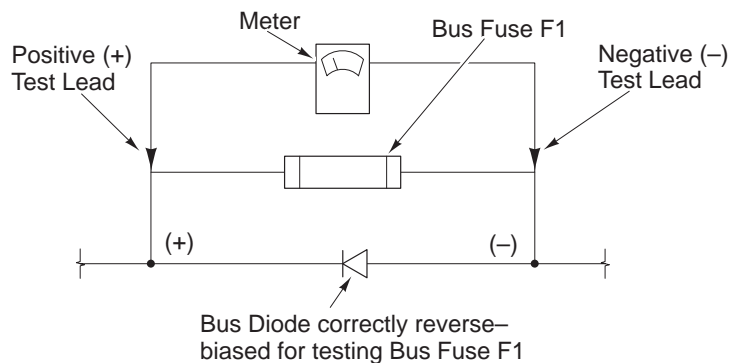 Meter
Bus Fuse F1
Positive (+)
Test Lead
Negative (–)
Test Lead
(+)
(–)
Bus Diode correctly reverse–
biased for testing Bus Fuse F1